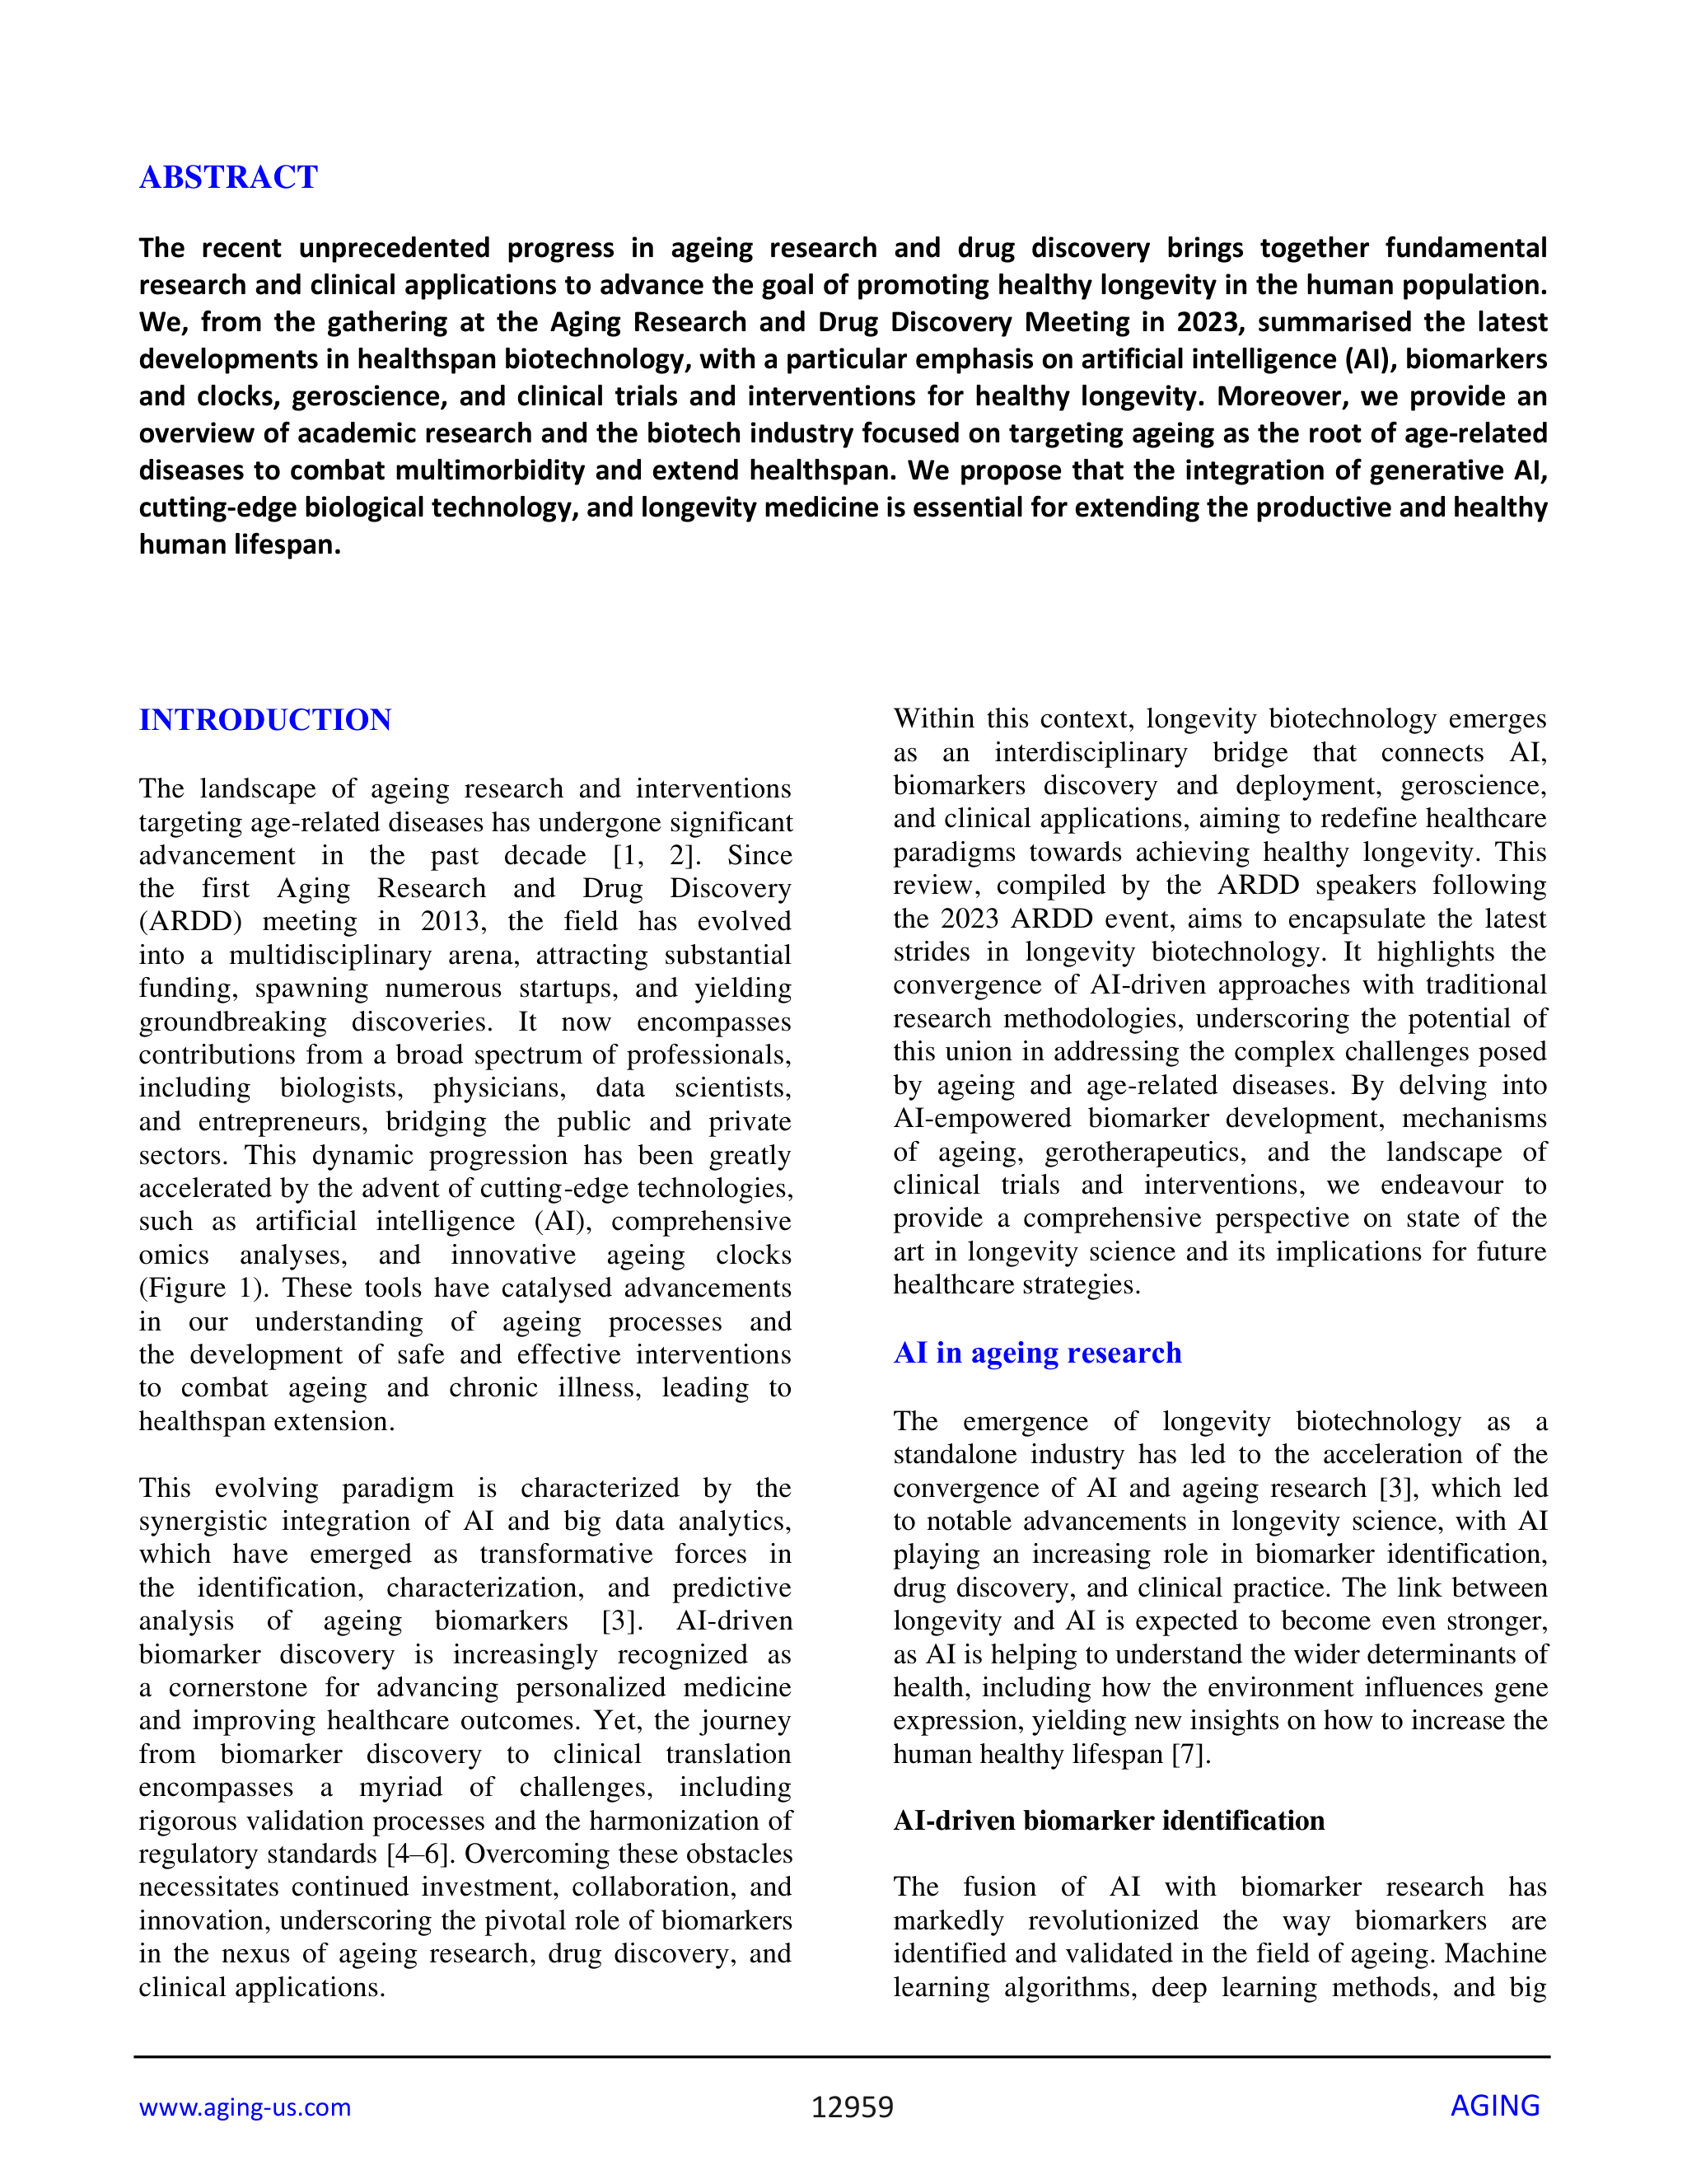 ABSTRACT
The recent unprecedented progress in ageing research and drug discovery brings together fundamental
research and clinical applications to advance the goal of promoting healthy longevity in the human population.
We, from the gathering at the Aging Research and Drug Discovery Meeting in 2023, summarised the latest
developments in healthspan biotechnology, with a particular emphasis on artificial intelligence (AI), biomarkers
and clocks, geroscience, and clinical trials and interventions for healthy longevity. Moreover, we provide an
overview of academic research and the biotech industry focused on targeting ageing as the root of age-related
diseases to combat multimorbidity and extend healthspan. We propose that the integration of generative AI,
cutting-edge biological technology, and longevity medicine is essential for extending the productive and healthy
human lifespan.
INTRODUCTION
The landscape of ageing research and interventions
targeting age-related diseases has undergone significant
advancement in the past decade [1, 2]. Since
the first Aging Research and Drug Discovery
(ARDD) meeting in 2013, the field has evolved
into a multidisciplinary arena, attracting substantial
funding, spawning numerous startups, and yielding
groundbreaking discoveries. It now encompasses
contributions from a broad spectrum of professionals,
including biologists, physicians, data scientists,
and entrepreneurs, bridging the public and private
sectors. This dynamic progression has been greatly
accelerated by the advent of cutting-edge technologies,
such as artificial intelligence (AI), comprehensive
omics analyses, and innovative ageing clocks
(Figure 1). These tools have catalysed advancements
in our understanding of ageing processes and
the development of safe and effective interventions
to combat ageing and chronic illness, leading to
healthspan extension.
This evolving paradigm is characterized by the
synergistic integration of AI and big data analytics,
which have emerged as transformative forces in
the identification, characterization, and predictive
analysis of ageing biomarkers [3]. AI-driven
biomarker discovery is increasingly recognized as
a cornerstone for advancing personalized medicine
and improving healthcare outcomes. Yet, the journey
from biomarker discovery to clinical translation
encompasses a myriad of challenges, including
rigorous validation processes and the harmonization of
regulatory standards [4–6]. Overcoming these obstacles
necessitates continued investment, collaboration, and
innovation, underscoring the pivotal role of biomarkers
in the nexus of ageing research, drug discovery, and
clinical applications.
Within this context, longevity biotechnology emerges
as an interdisciplinary bridge that connects AI,
biomarkers discovery and deployment, geroscience,
and clinical applications, aiming to redefine healthcare
paradigms towards achieving healthy longevity. This
review, compiled by the ARDD speakers following
the 2023 ARDD event, aims to encapsulate the latest
strides in longevity biotechnology. It highlights the
convergence of AI-driven approaches with traditional
research methodologies, underscoring the potential of
this union in addressing the complex challenges posed
by ageing and age-related diseases. By delving into
AI-empowered biomarker development, mechanisms
of ageing, gerotherapeutics, and the landscape of
clinical trials and interventions, we endeavour to
provide a comprehensive perspective on state of the
art in longevity science and its implications for future
healthcare strategies.
AI in ageing research
The emergence of longevity biotechnology as a
standalone industry has led to the acceleration of the
convergence of AI and ageing research [3], which led
to notable advancements in longevity science, with AI
playing an increasing role in biomarker identification,
drug discovery, and clinical practice. The link between
longevity and AI is expected to become even stronger,
as AI is helping to understand the wider determinants of
health, including how the environment influences gene
expression, yielding new insights on how to increase the
human healthy lifespan [7].
AI-driven biomarker identification
The fusion of AI with biomarker research has
markedly revolutionized the way biomarkers are
identified and validated in the field of ageing. Machine
learning algorithms, deep learning methods, and big
www.aging-us.com
12959
AGING